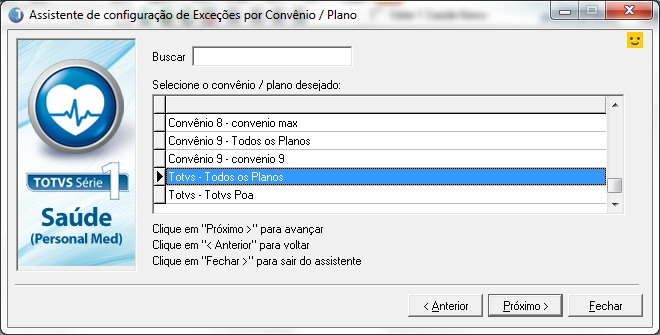 Assistente de configuração de Exceções por Convênio / Plano
Buscar
Selecione o convênio / plano desejado:
Convênio 8 - convenio max
Convênio 9 - Todos os Planos
Convênio 9 - convenio 9
Totvs - Todos os Planos
Totvs - Totvs Poa
TOTVS Série 1
Saúde
(Personal Med)
Clique em "Próximo >" para avançar
Clique em "< Anterior" para voltar
Clique em "Fechar >" para sair do assistente
< Anterior
Próximo >
Fechar